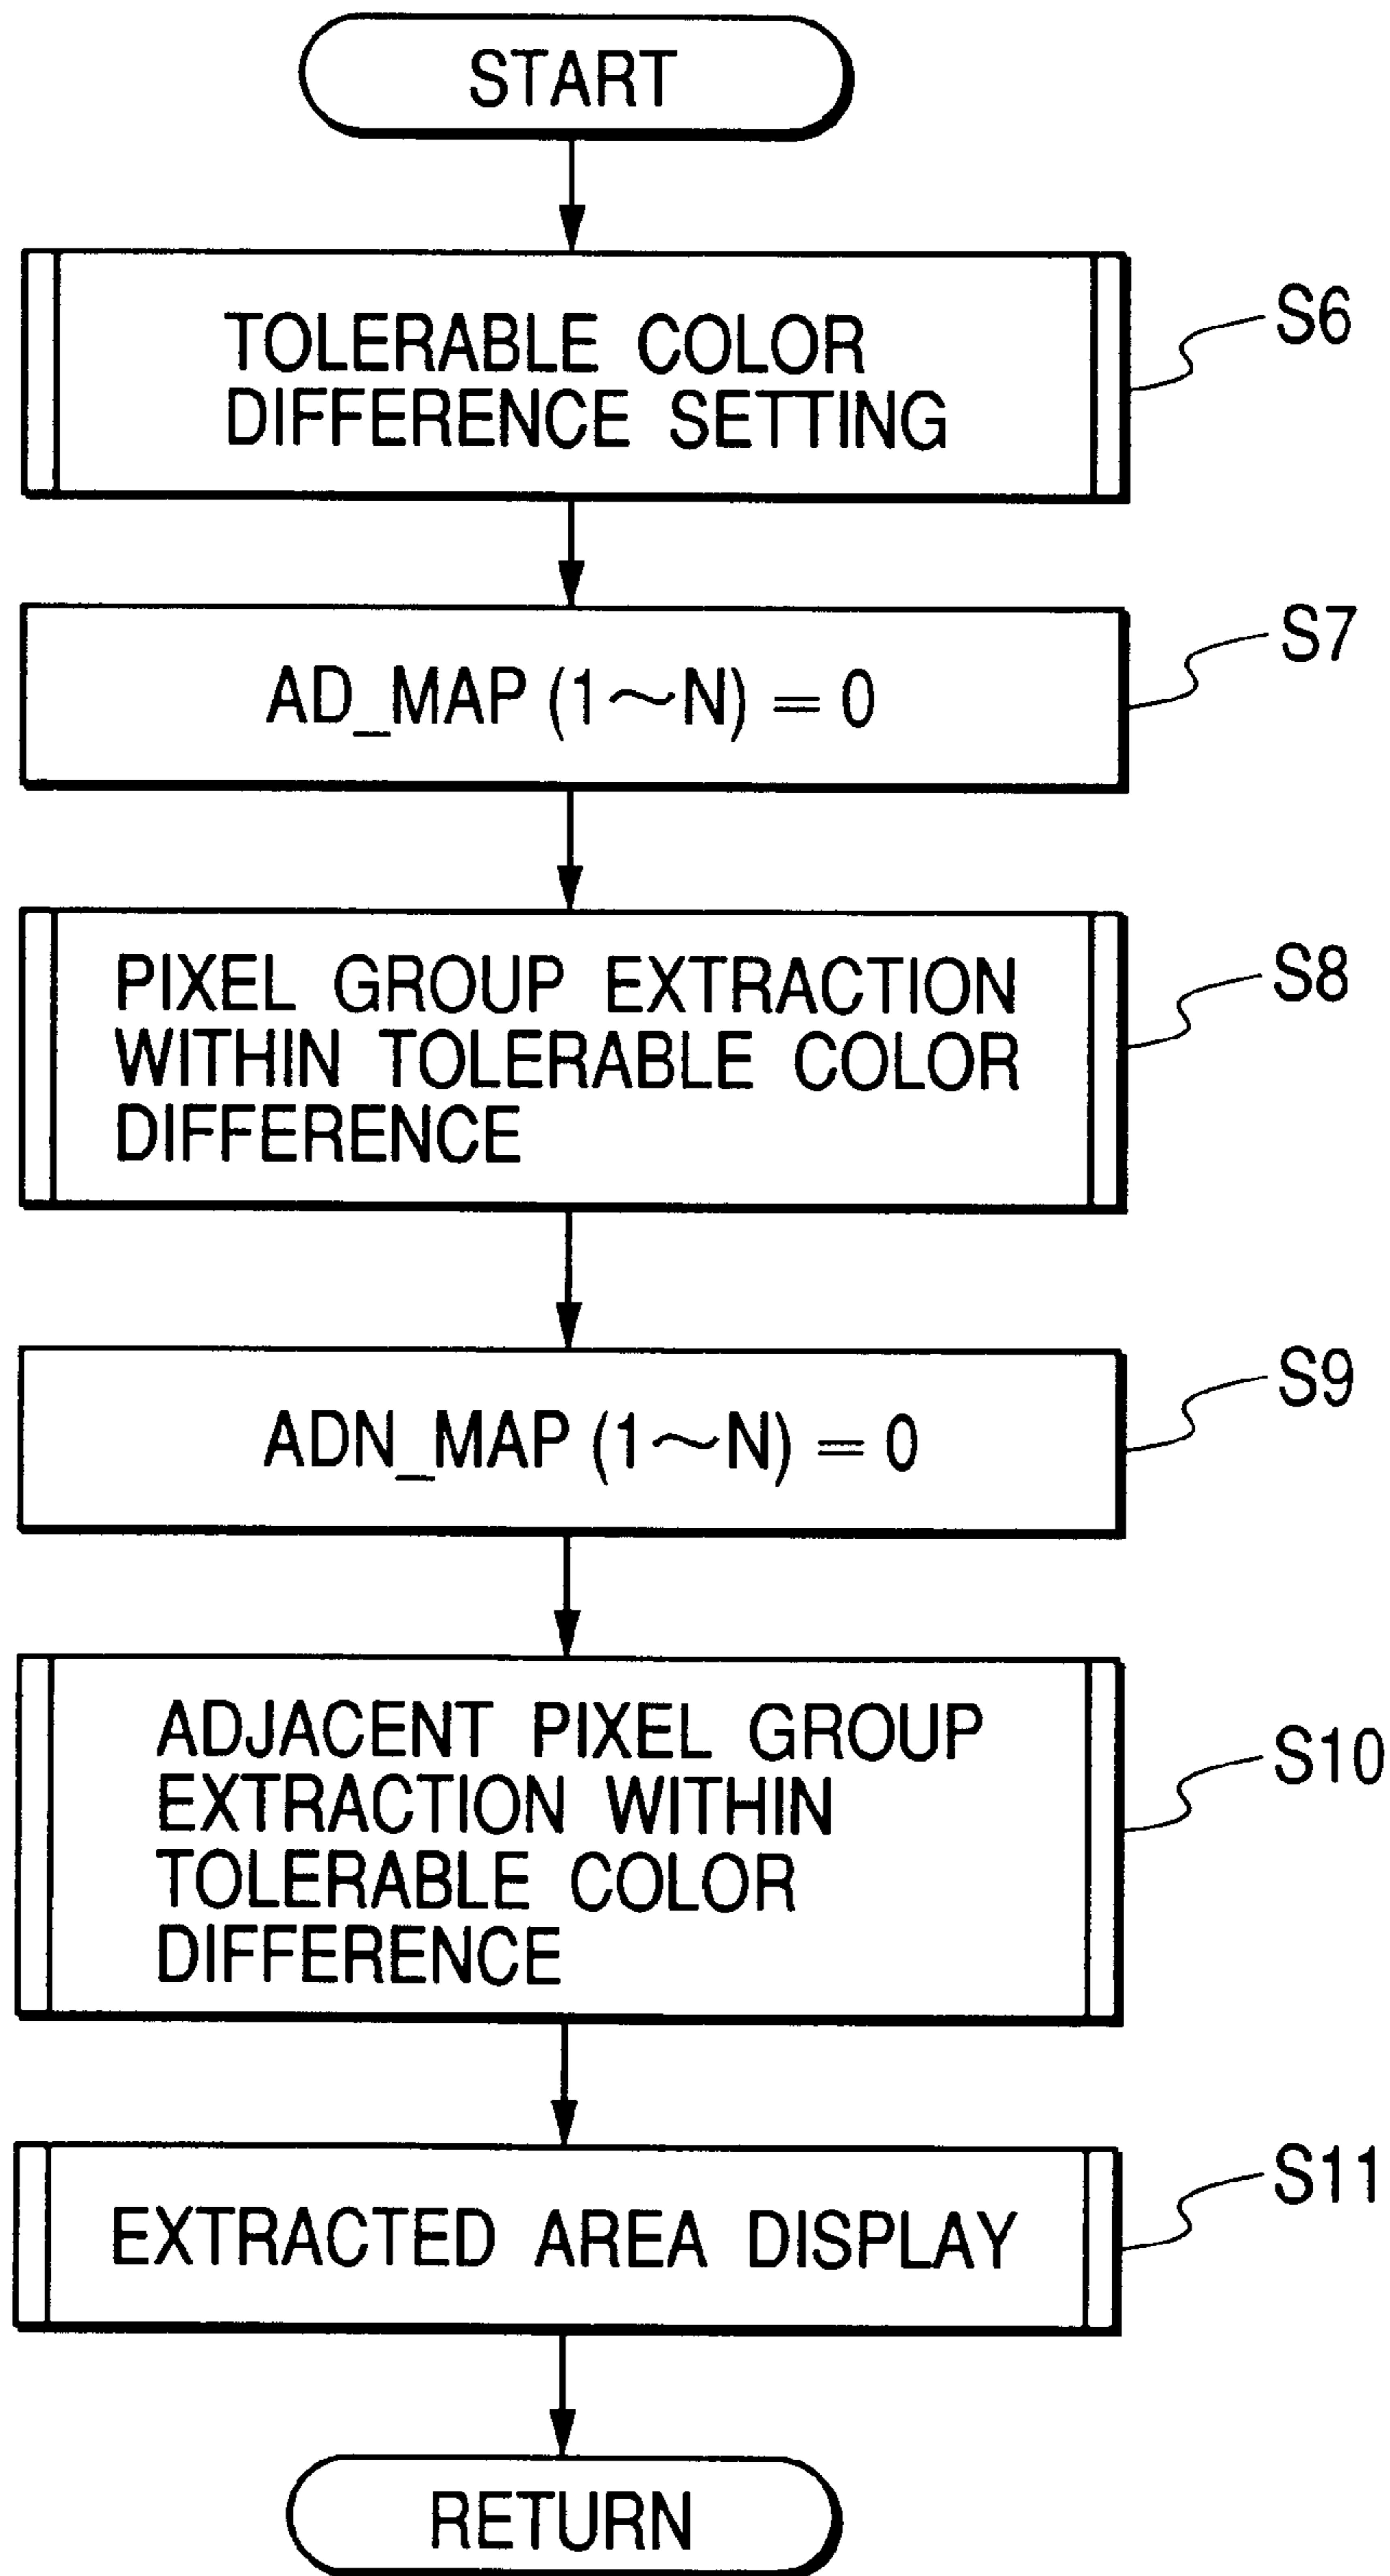 START
TOLERABLE COLOR
DIFFERENCE SETTING
S6
AD_MAP (1～N) = 0
S7
PIXEL GROUP EXTRACTION
WITHIN TOLERABLE COLOR
DIFFERENCE
S8
ADN_MAP (1～N) = 0
S9
ADJACENT PIXEL GROUP
EXTRACTION WITHIN
TOLERABLE COLOR
DIFFERENCE
S10
EXTRACTED AREA DISPLAY
S11
RETURN